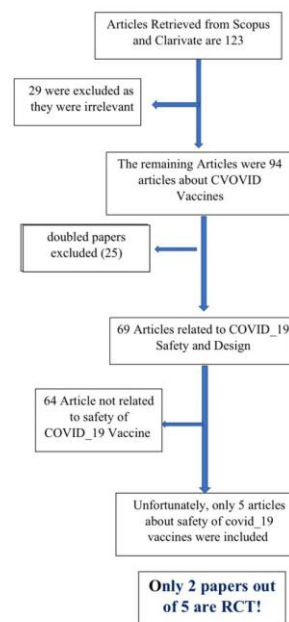 Articles Retrieved from Scopus
and Clarivate are 123
29 were excluded as
they were irrelevant
The remaining Articles were 94
articles about CVOVID
Vaccines
doubled papers
excluded (25)
69 Articles related to COVID_19
Safety and Design
64 Article not related
to safety of
COVID_19 Vaccine
Unfortunately, only 5 articles
about safety of covid_19
vaccines were included
Only 2 papers out
of 5 are RCT!